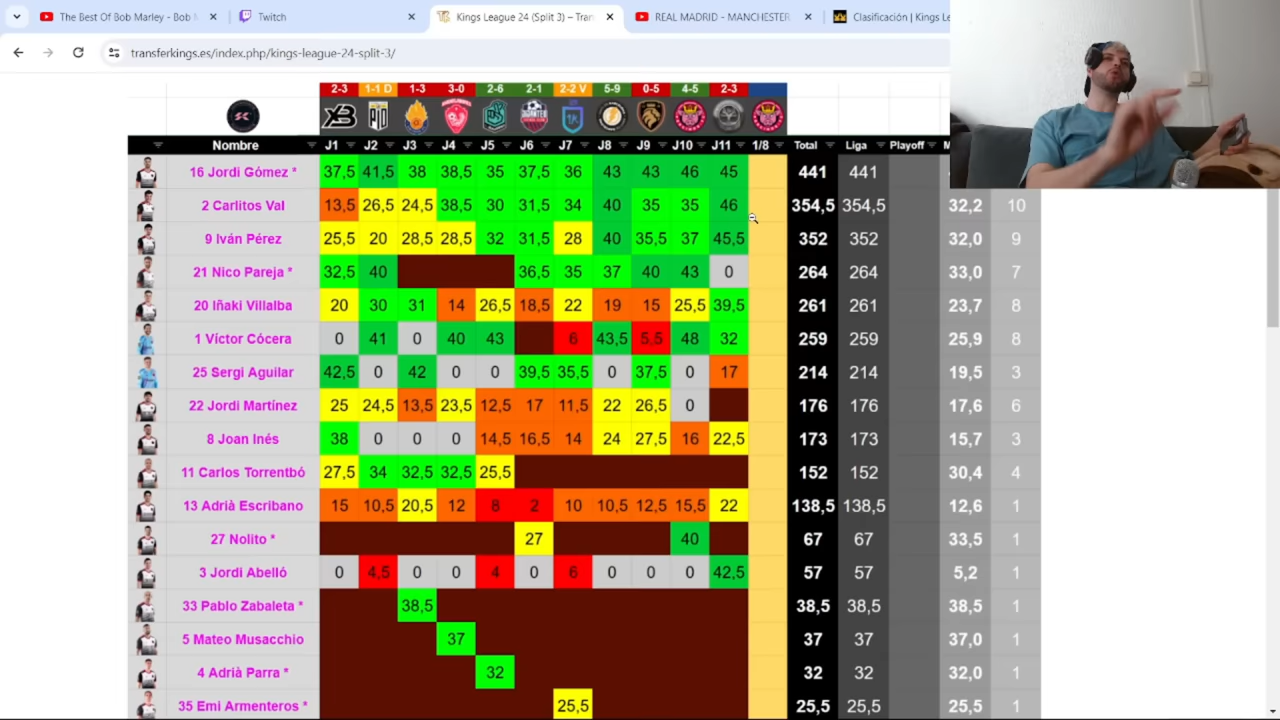 The Best Of Bob Marley - Bob
Twitch
Kings League 24 (Split 3) – Tran
REAL MADRID - MANCHESTER
Clasificación | Kings Le
transferkings.es/index.php/kings-league-24-split-3/
2-3 1-1 D 1-3 3-0 2-6 2-1 2-2 V 5-9 0-5 4-5 2-3
Nombre J1 J2 J3 J4 J5 J6 J7 J8 J9 J10 J11 1/8 Total Liga Playoff M
16 Jordi Gómez * 37,5 41,5 38 38,5 35 37,5 36 43 43 46 45 441 441
2 Carlitos Val 13,5 26,5 24,5 38,5 30 31,5 34 40 35 35 46 354,5 354,5 32,2 10
9 Iván Pérez 25,5 20 28,5 28,5 32 31,5 28 40 35,5 37 45,5 352 352 32,0 9
21 Nico Pareja * 32,5 40 36,5 35 37 40 43 0 264 264 33,0 7
20 Iñaki Villalba 20 30 31 14 26,5 18,5 22 19 15 25,5 39,5 261 261 23,7 8
1 Víctor Cócera 0 41 0 40 43 6 43,5 5,5 48 32 259 259 25,9 8
25 Sergi Aguilar 42,5 0 42 0 0 39,5 35,5 0 37,5 0 17 214 214 19,5 3
22 Jordi Martínez 25 24,5 13,5 23,5 12,5 17 11,5 22 26,5 0 176 176 17,6 6
8 Joan Inés 38 0 0 0 14,5 16,5 14 24 27,5 16 22,5 173 173 15,7 3
11 Carlos Torrentbó 27,5 34 32,5 32,5 25,5 152 152 30,4 4
13 Adrià Escribano 15 10,5 20,5 12 8 2 10 10,5 12,5 15,5 22 138,5 138,5 12,6 1
27 Nolito * 27 40 67 67 33,5 1
3 Jordi Abelló 0 4,5 0 0 4 0 6 0 0 0 42,5 57 57 5,2 1
33 Pablo Zabaleta * 38,5 38,5 38,5 38,5 1
5 Mateo Musacchio 37 37 37 37,0 1
4 Adrià Parra * 32 32 32 32,0 1
35 Emi Armenteros * 25,5 25,5 25,5 25,5 1